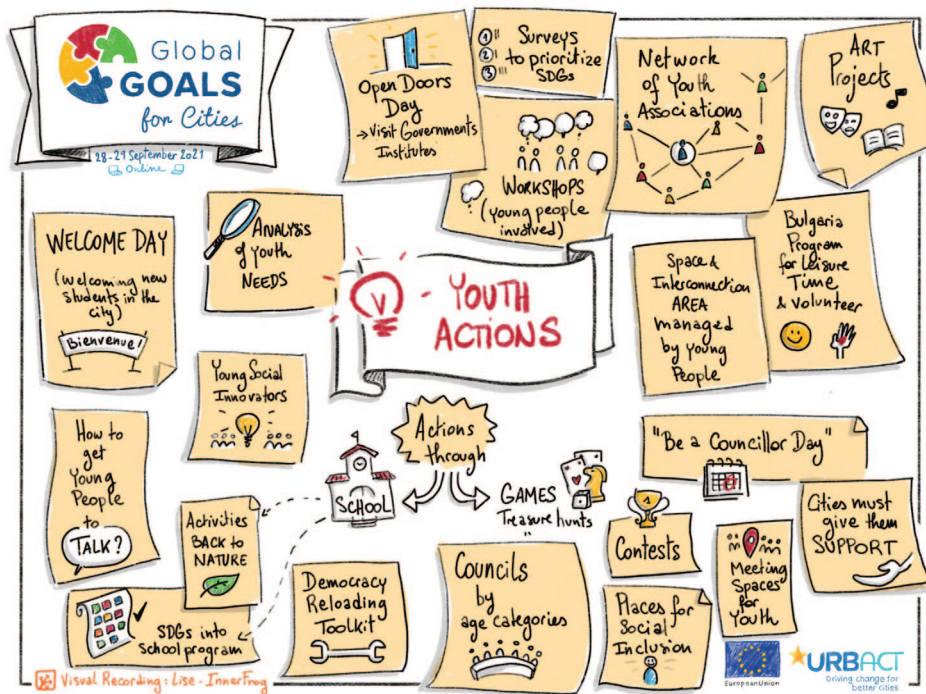 Global
GOALS
for Cities
28-29 September 2021
Online
Open Doors
Day
→ Visit Governments
Institutes
1
2
3
Surveys
to prioritize
SDGs
WORKSHOPS
(young people
involved)
Network
of Youth
Associations
ART
Projects
WELCOME DAY
(welcoming new
students in the
city)
Bienvenue!
ANALYSIS
of Youth
NEEDS
- YOUTH
ACTIONS
Space &
Interconnection
AREA
managed
by Young
People
Bulgaria
Program
for Leisure
Time
& volunteer
Young Social
Innovators
How to
get
Young
People
to
TALK?
Actions
through
SCHOOL
GAMES
Treasure hunts
"
Activities
BACK to
NATURE
SDGs into
School program
Democracy
Reloading
Toolkit
Councils
by
age categories
Contests
"Be a Councillor Day"
Places for
Social
Inclusion
Meeting
Spaces
for
Youth
Cities must
give them
SUPPORT
European Union
URBACT
Driving change for
better cities
Visual Recording: Lise - InnerFrog